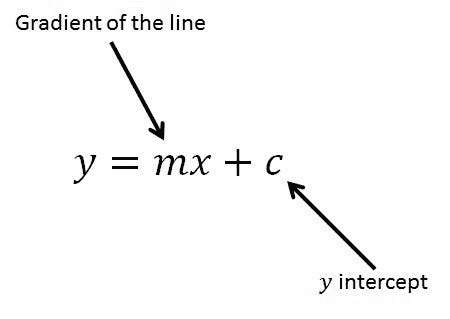 Gradient of the line
y = mx + c
y intercept